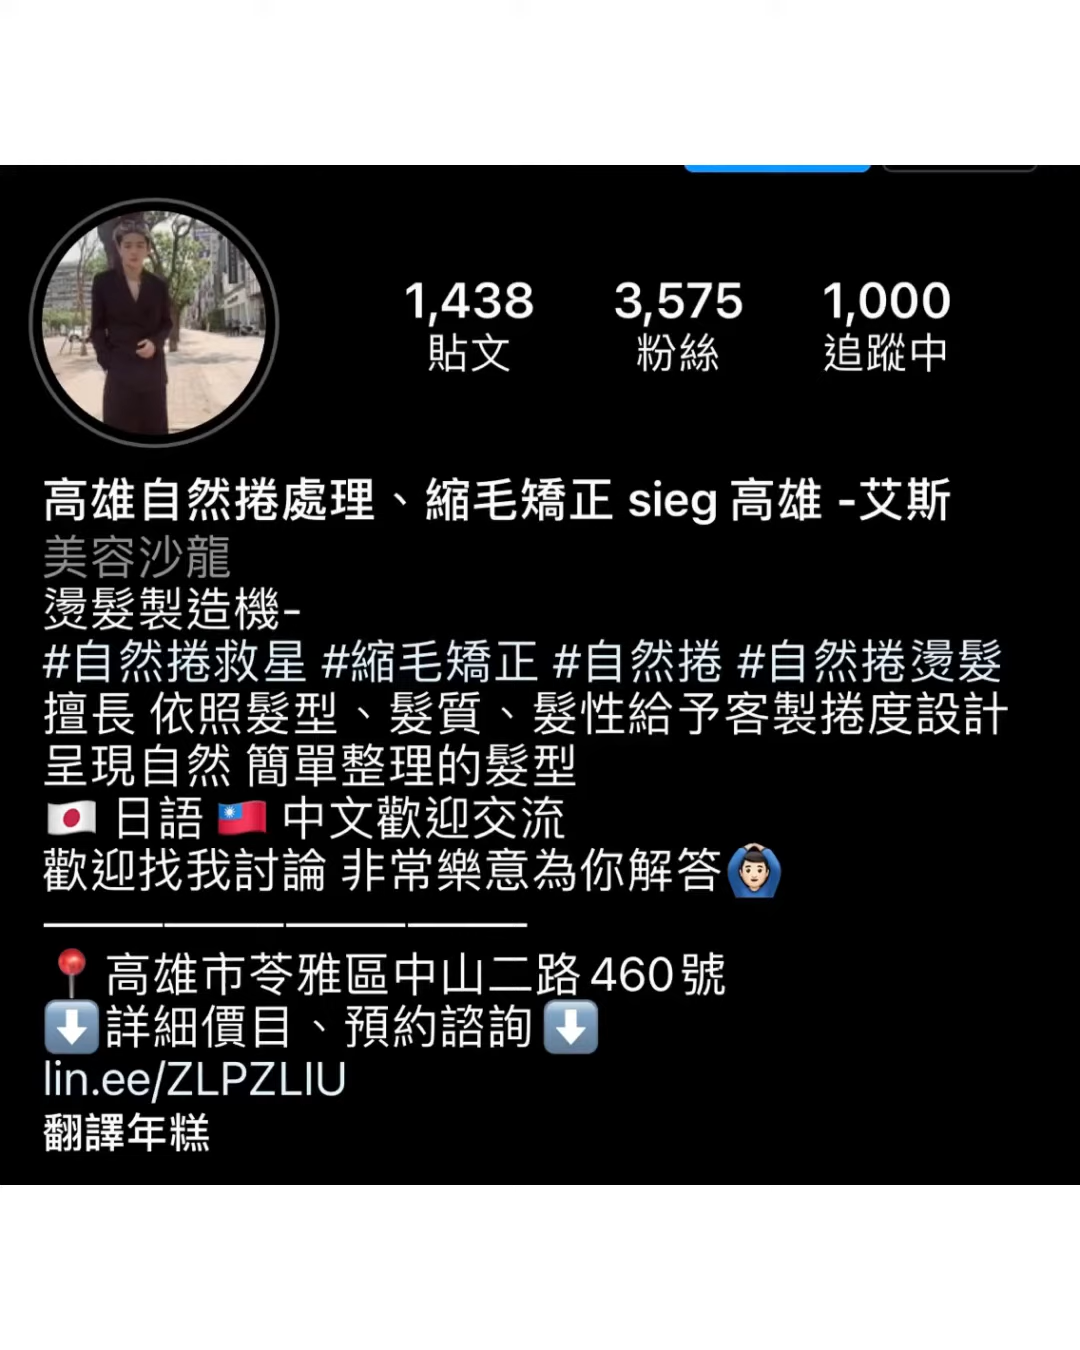 1,438 3,575 1,000
貼文 粉絲 追蹤中
高雄自然捲處理、縮毛矯正 sieg 高雄 -艾斯
美容沙龍
燙髮製造機-
#自然捲救星 #縮毛矯正 #自然捲 #自然捲燙髮
擅長 依照髮型、髮質、髮性給予客製捲度設計
呈現自然 簡單整理的髮型
🇯🇵 日語 🇹🇼 中文歡迎交流
歡迎找我討論 非常樂意為你解答🙆🏻‍♂️
————————
📍高雄市苓雅區中山二路460號
⬇️詳細價目、預約諮詢⬇️
lin.ee/ZLPZLIU
翻譯年糕